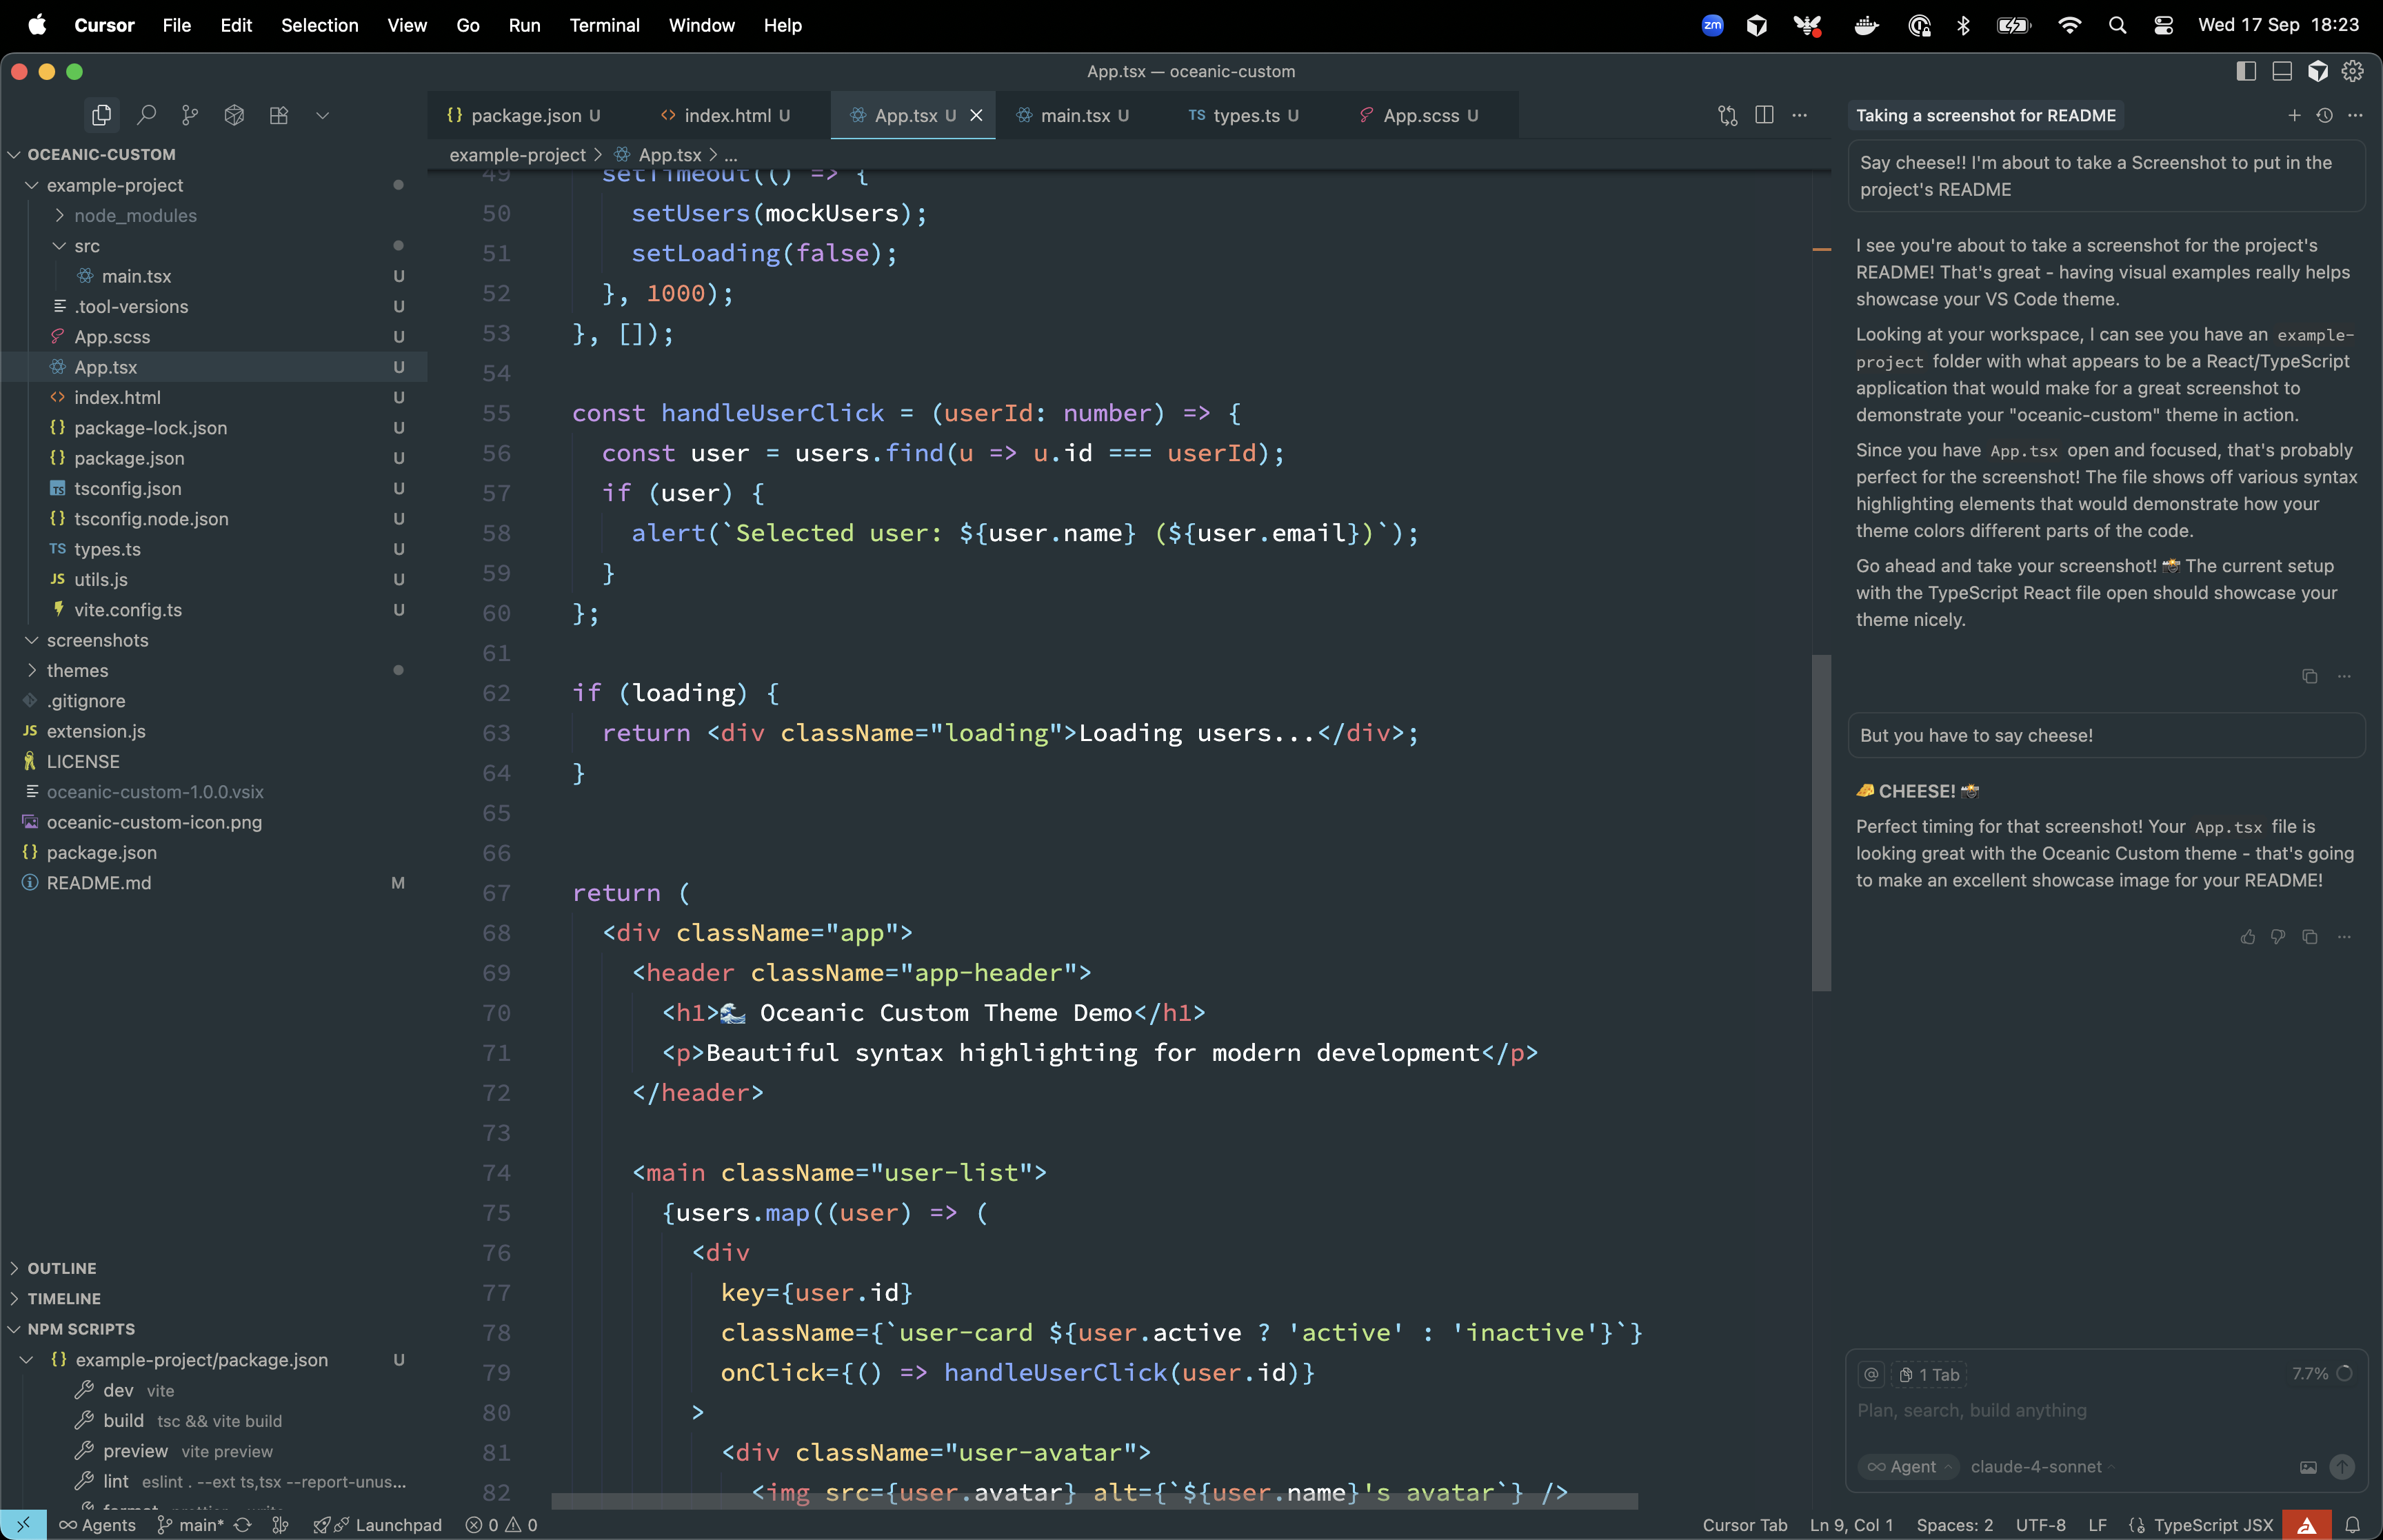 Cursor File Edit Selection View Go Run Terminal Window Help
zm
Wed 17 Sep 18:23
App.tsx — oceanic-custom
OCEANIC-CUSTOM
example-project
node_modules
src
main.tsx U
.tool-versions U
App.scss U
App.tsx U
index.html U
package-lock.json U
package.json U
tsconfig.json U
tsconfig.node.json U
types.ts U
utils.js U
vite.config.ts U
screenshots
themes
.gitignore
extension.js
LICENSE
oceanic-custom-1.0.0.vsix
oceanic-custom-icon.png
package.json
README.md M
OUTLINE
TIMELINE
NPM SCRIPTS
example-project/package.json U
dev vite
build tsc && vite build
preview vite preview
lint eslint . --ext ts,tsx --report-unus...
package.json U index.html U App.tsx U main.tsx U types.ts U App.scss U
example-project > App.tsx > ...
49 setTimeout(() => {
50 setUsers(mockUsers);
51 setLoading(false);
52 }, 1000);
53 }, []);
54
55 const handleUserClick = (userId: number) => {
56 const user = users.find(u => u.id === userId);
57 if (user) {
58 alert(`Selected user: ${user.name} (${user.email})`);
59 }
60 };
61
62 if (loading) {
63 return <div className="loading">Loading users...</div>;
64 }
65
66
67 return (
68 <div className="app">
69 <header className="app-header">
70 <h1>🌊 Oceanic Custom Theme Demo</h1>
71 <p>Beautiful syntax highlighting for modern development</p>
72 </header>
73
74 <main className="user-list">
75 {users.map((user) => (
76 <div
77 key={user.id}
78 className={`user-card ${user.active ? 'active' : 'inactive'}`}
79 onClick={() => handleUserClick(user.id)}
80 >
81 <div className="user-avatar">
82 <img src={user.avatar} alt={`${user.name}'s avatar`} />
Taking a screenshot for README
Say cheese!! I'm about to take a Screenshot to put in the
project's README
I see you're about to take a screenshot for the project's
README! That's great - having visual examples really helps
showcase your VS Code theme.
Looking at your workspace, I can see you have an example-
project folder with what appears to be a React/TypeScript
application that would make for a great screenshot to
demonstrate your "oceanic-custom" theme in action.
Since you have App.tsx open and focused, that's probably
perfect for the screenshot! The file shows off various syntax
highlighting elements that would demonstrate how your
theme colors different parts of the code.
Go ahead and take your screenshot! 📸 The current setup
with the TypeScript React file open should showcase your
theme nicely.
But you have to say cheese!
🧀 CHEESE! 📸
Perfect timing for that screenshot! Your App.tsx file is
looking great with the Oceanic Custom theme - that's going
to make an excellent showcase image for your README!
@ 1 Tab 7.7%
Plan, search, build anything
Agent claude-4-sonnet
Agents main* Launchpad 0 0
Cursor Tab Ln 9, Col 1 Spaces: 2 UTF-8 LF TypeScript JSX